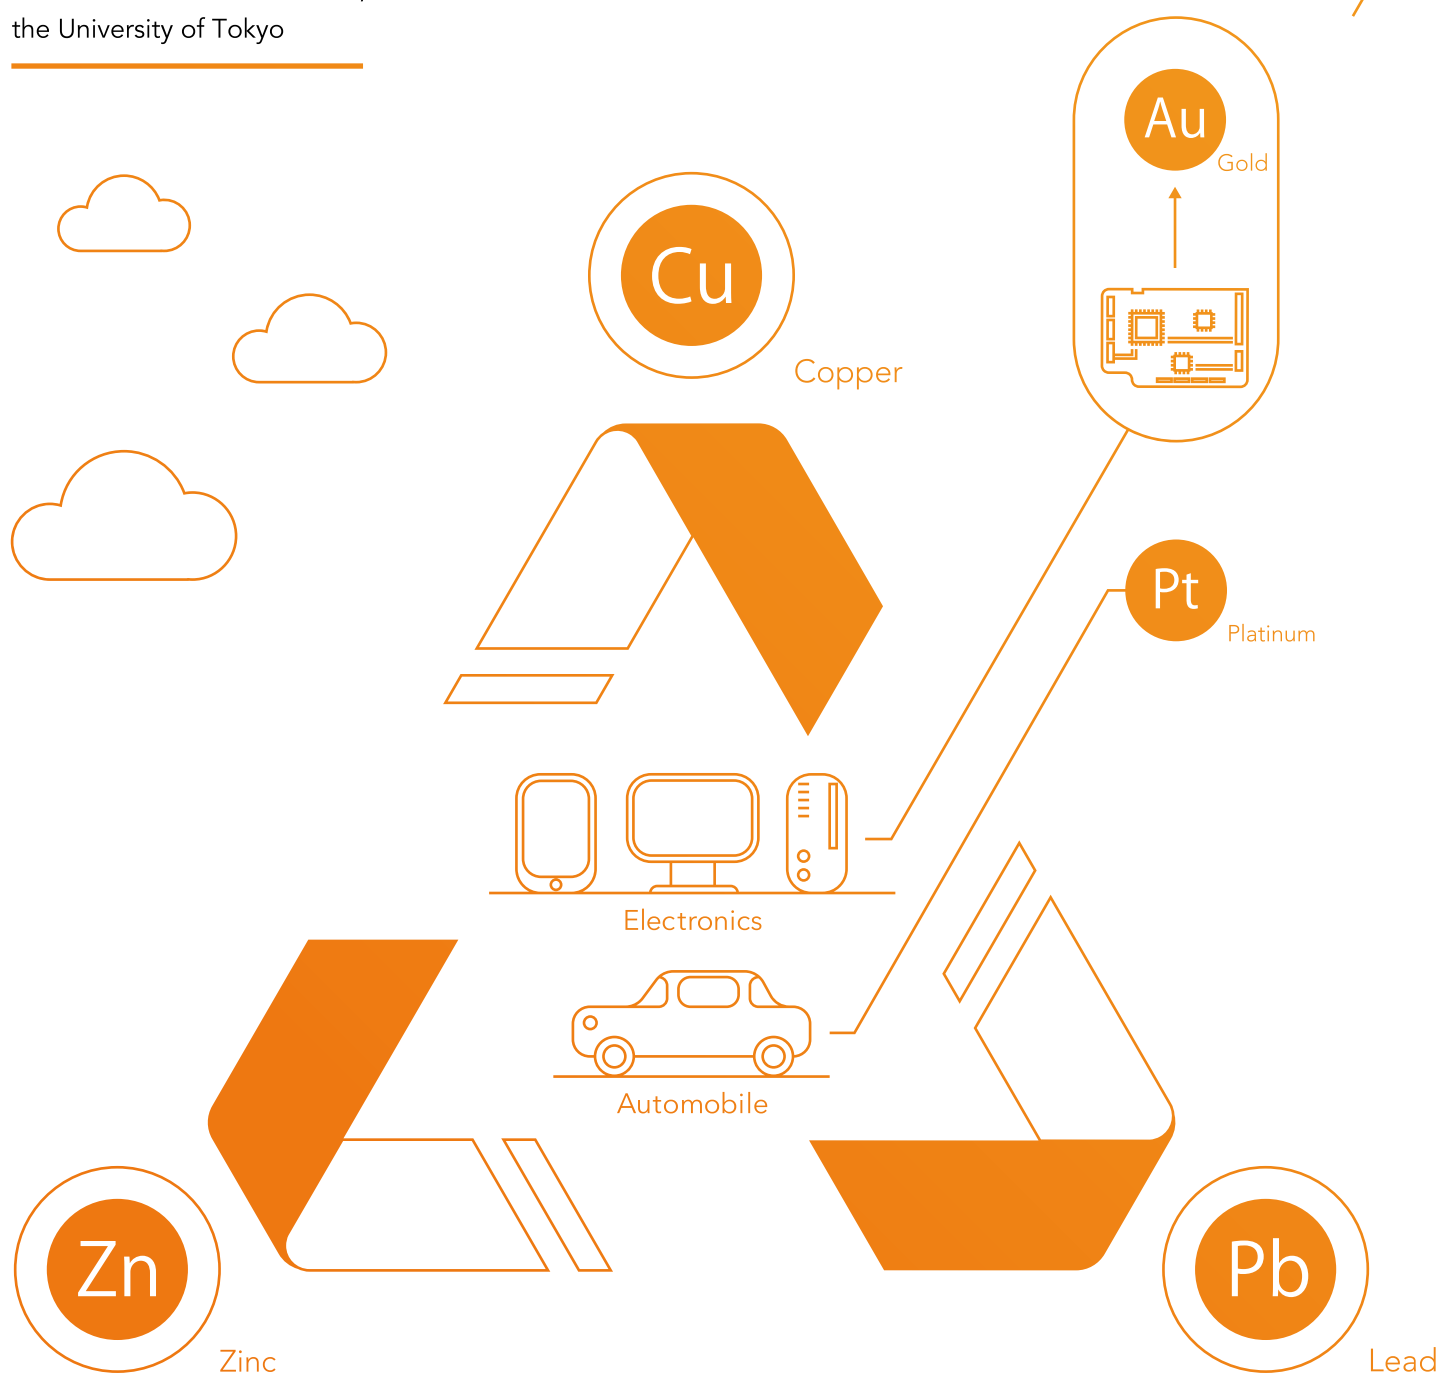 the University of Tokyo
Au
Gold
Cu
Copper
Pt
Platinum
Electronics
Automobile
Zn
Zinc
Pb
Lead